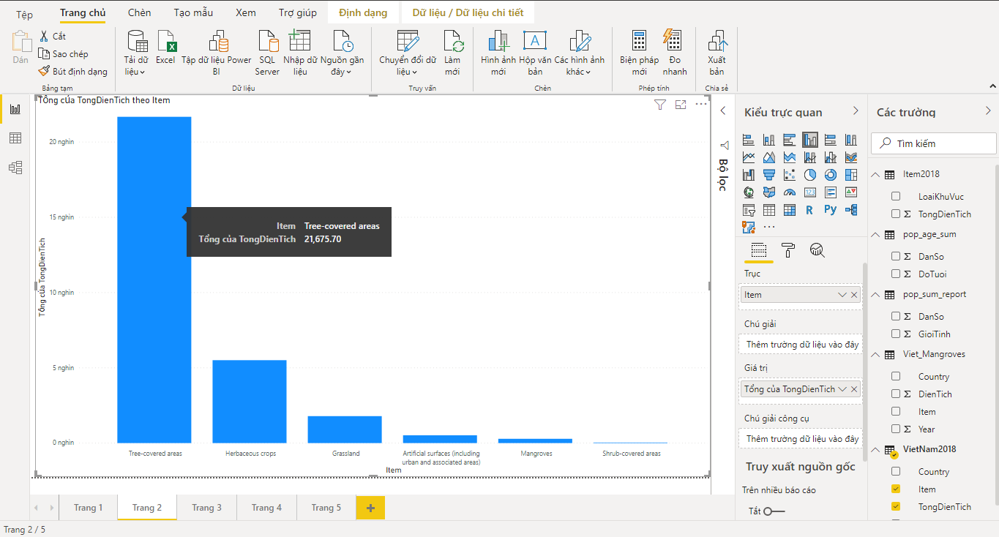 Tệp
Trang chủ
Chèn
Tạo mẫu
Xem
Trợ giúp
Định dạng
Dữ liệu / Dữ liệu chi tiết
Dán
Cắt
Sao chép
Bút định dạng
Bảng tạm
Tải dữ
liệu
Excel
Tập dữ liệu Power
BI
SQL
Server
Nhập dữ
liệu
Nguồn gần
đây
Dữ liệu
Chuyển đổi dữ
liệu
Làm
mới
Truy vấn
Hình ảnh
mới
Hộp văn
bản
Các hình ảnh
khác
Chèn
Biện pháp
mới
Đo
nhanh
Phép tính
Xuất
bản
Chia sẻ
Tổng của TongDienTich theo Item
20 nghìn
15 nghìn
10 nghìn
5 nghìn
0 nghìn
Tổng của TongDienTich
Item Tree-covered areas
Tổng của TongDienTich 21,675.70
Tree-covered areas
Herbaceous crops
Grassland
Artificial surfaces (including
urban and associated areas)
Mangroves
Shrub-covered areas
Item
Bộ lọc
Kiểu trực quan
123
R
Py
Trục
Item
Chú giải
Thêm trường dữ liệu vào đây
Giá trị
Tổng của TongDienTich
Chú giải công cụ
Thêm trường dữ liệu vào đây
Truy xuất nguồn gốc
Trên nhiều báo cáo
Tắt
Các trường
Tìm kiếm
Item2018
LoaiKhuVuc
Σ TongDienTich
pop_age_sum
Σ DanSo
Σ DoTuoi
pop_sum_report
Σ DanSo
Σ GioiTinh
Viet_Mangroves
Country
Σ DienTich
Item
Σ Year
VietNam2018
Country
Item
TongDienTich
Trang 1
Trang 2
Trang 3
Trang 4
Trang 5
+
Trang 2 / 5